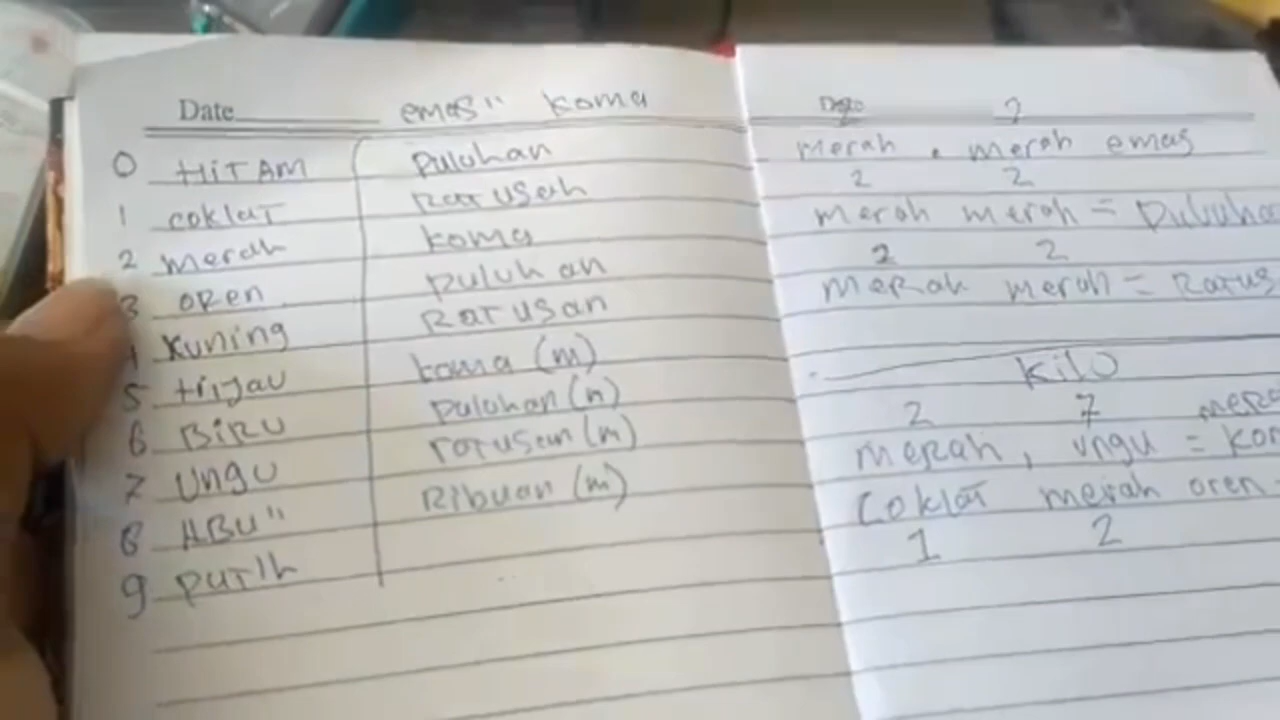 Date emas" koma
0 HITAM puluhan
1 coklat Ratusah
2 merah koma
3 oren puluhan
4 Kuning Ratusan
5 Hijau koma (m)
6 BIRU puluhan (m)
7 Ungu ratusan (m)
8 ABU" Ribuan (m)
9 PUTih
2
merah . merah emas
2 2
merah merah = puluha
2 2
merah merah = Ratus
Kilo
2 7
merah, ungu = kom
Coklat merah oren
1 2